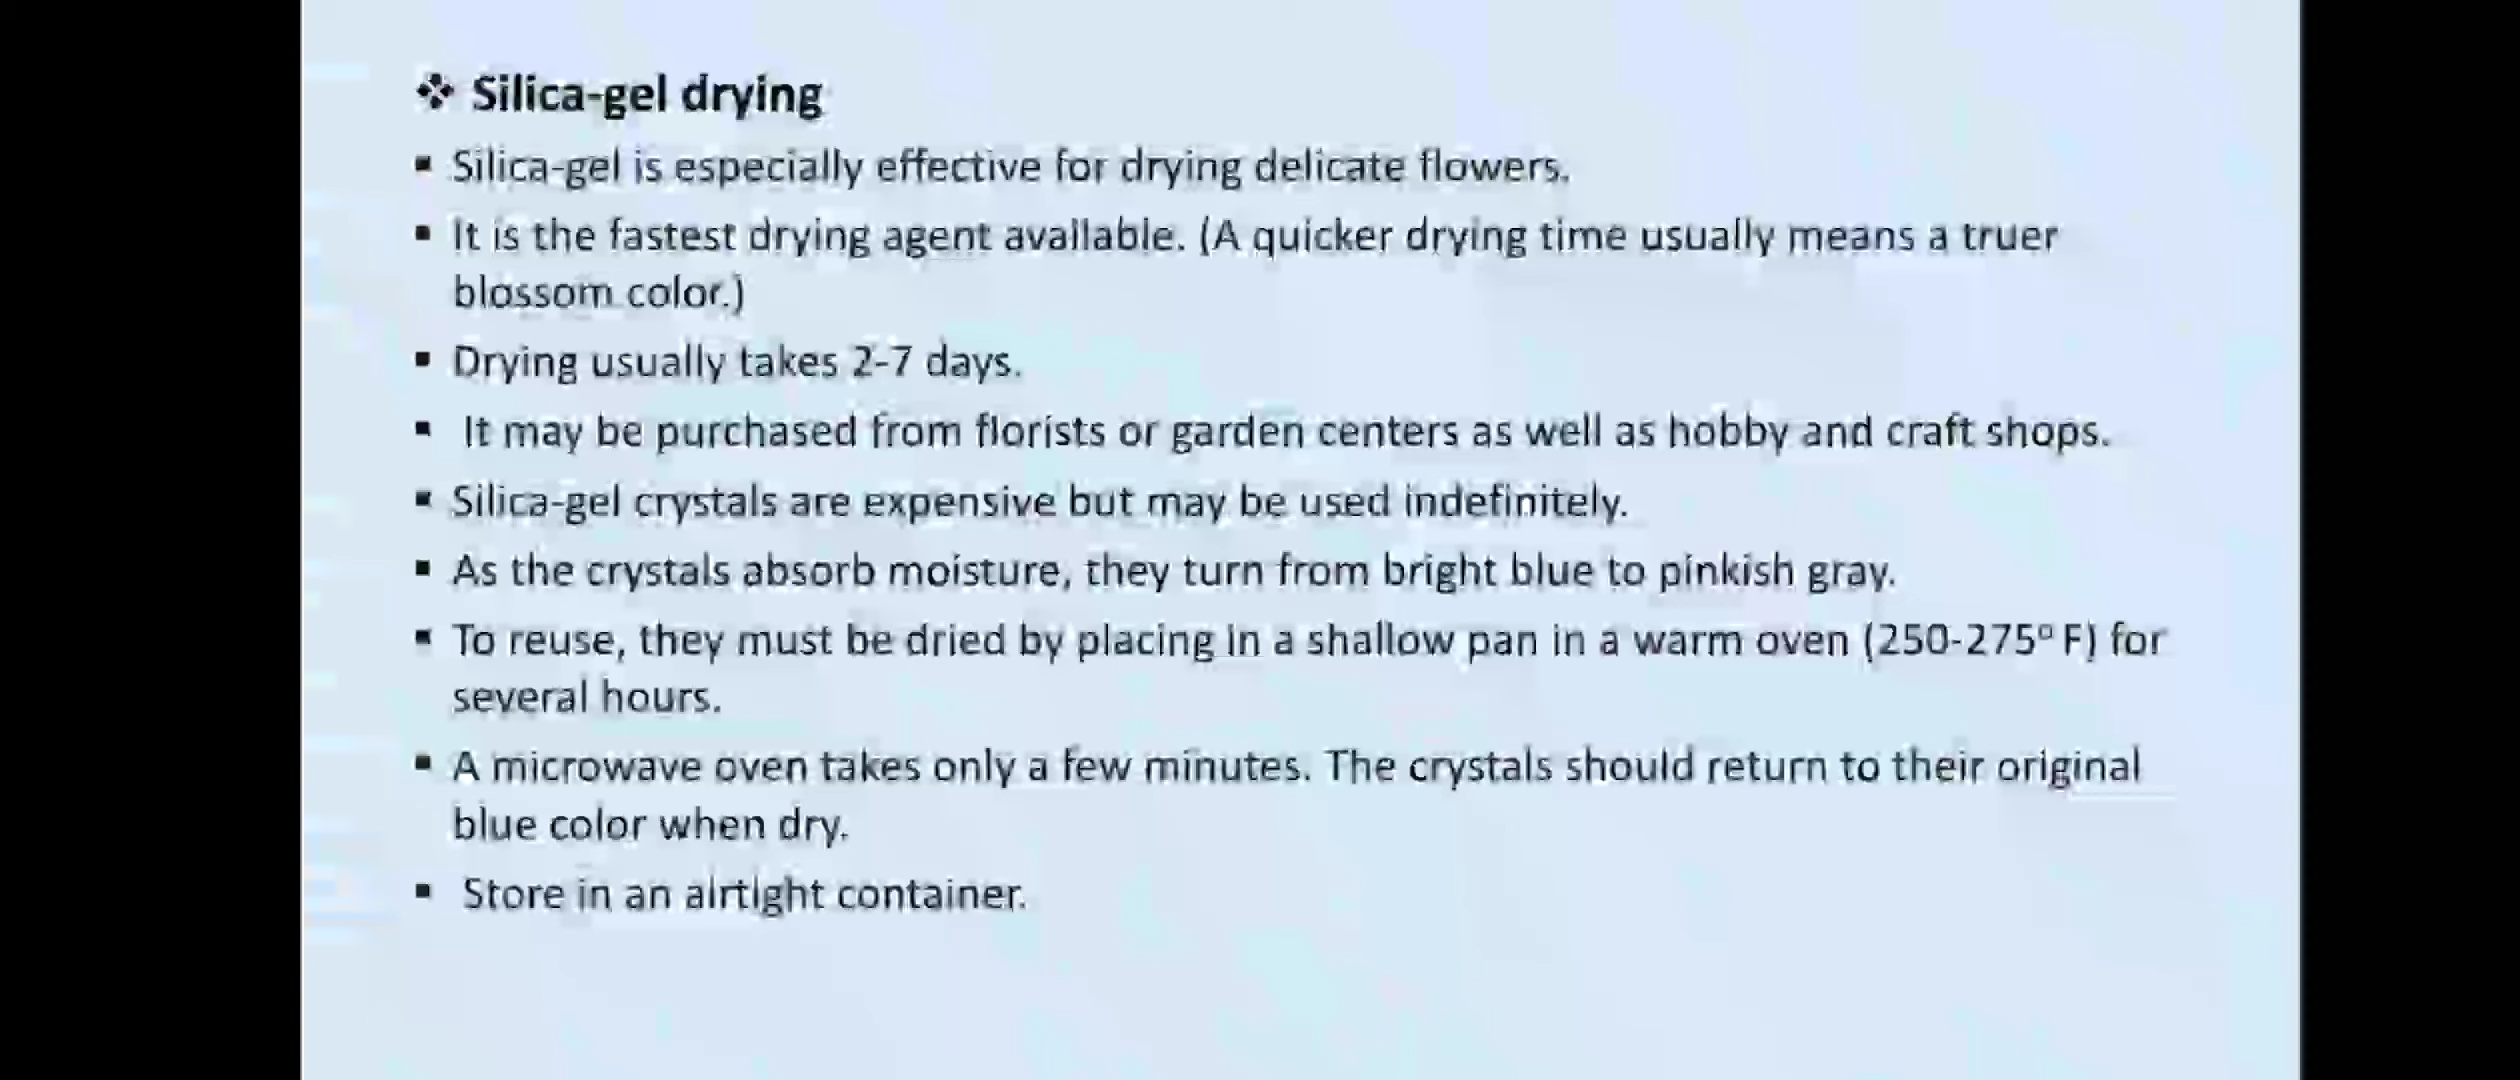 ❖ Silica-gel drying
▪ Silica-gel is especially effective for drying delicate flowers.
▪ It is the fastest drying agent available. (A quicker drying time usually means a truer
blossom color.)
▪ Drying usually takes 2-7 days.
▪ It may be purchased from florists or garden centers as well as hobby and craft shops.
▪ Silica-gel crystals are expensive but may be used indefinitely.
▪ As the crystals absorb moisture, they turn from bright blue to pinkish gray.
▪ To reuse, they must be dried by placing in a shallow pan in a warm oven (250-275º F) for
several hours.
▪ A microwave oven takes only a few minutes. The crystals should return to their original
blue color when dry.
▪ Store in an airtight container.